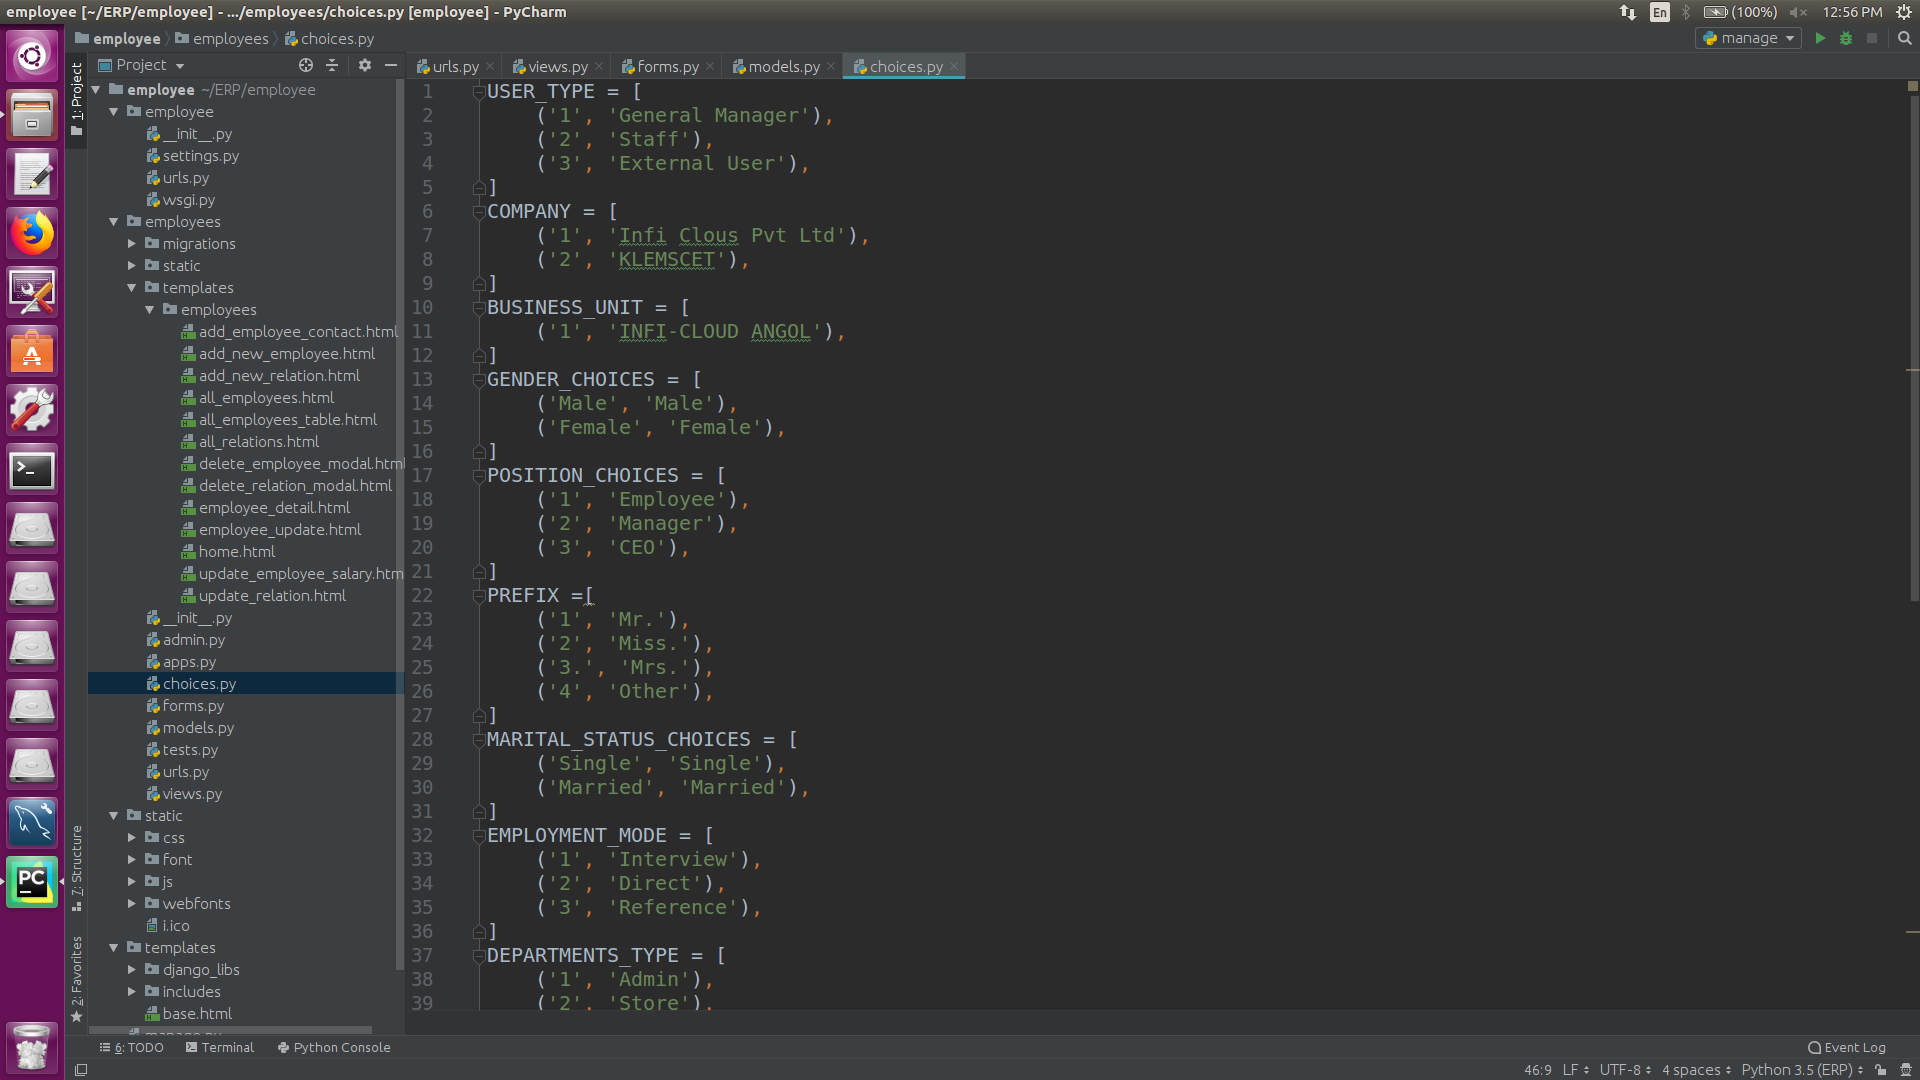 employee [~/ERP/employee] - .../employees/choices.py [employee] - PyCharm
En (100%) 12:56 PM
employee employees choices.py
manage
1: Project
Project
urls.py views.py forms.py models.py choices.py
employee ~/ERP/employee
employee
__init__.py
settings.py
urls.py
wsgi.py
employees
migrations
static
templates
employees
add_employee_contact.html
add_new_employee.html
add_new_relation.html
all_employees.html
all_employees_table.html
all_relations.html
delete_employee_modal.html
delete_relation_modal.html
employee_detail.html
employee_update.html
home.html
update_employee_salary.htm
update_relation.html
__init__.py
admin.py
apps.py
choices.py
forms.py
models.py
tests.py
urls.py
views.py
static
css
font
js
webfonts
i.ico
templates
django_libs
includes
base.html
manage.py
7: Structure
2: Favorites
PC
1 USER_TYPE = [
2 ('1', 'General Manager'),
3 ('2', 'Staff'),
4 ('3', 'External User'),
5 ]
6 COMPANY = [
7 ('1', 'Infi Clous Pvt Ltd'),
8 ('2', 'KLEMSCET'),
9 ]
10 BUSINESS_UNIT = [
11 ('1', 'INFI-CLOUD ANGOL'),
12 ]
13 GENDER_CHOICES = [
14 ('Male', 'Male'),
15 ('Female', 'Female'),
16 ]
17 POSITION_CHOICES = [
18 ('1', 'Employee'),
19 ('2', 'Manager'),
20 ('3', 'CEO'),
21 ]
22 PREFIX =[
23 ('1', 'Mr.'),
24 ('2', 'Miss.'),
25 ('3.', 'Mrs.'),
26 ('4', 'Other'),
27 ]
28 MARITAL_STATUS_CHOICES = [
29 ('Single', 'Single'),
30 ('Married', 'Married'),
31 ]
32 EMPLOYMENT_MODE = [
33 ('1', 'Interview'),
34 ('2', 'Direct'),
35 ('3', 'Reference'),
36 ]
37 DEPARTMENTS_TYPE = [
38 ('1', 'Admin'),
39 ('2', 'Store'),
6: TODO Terminal Python Console Event Log
46:9 LF UTF-8 4 spaces Python 3.5 (ERP)